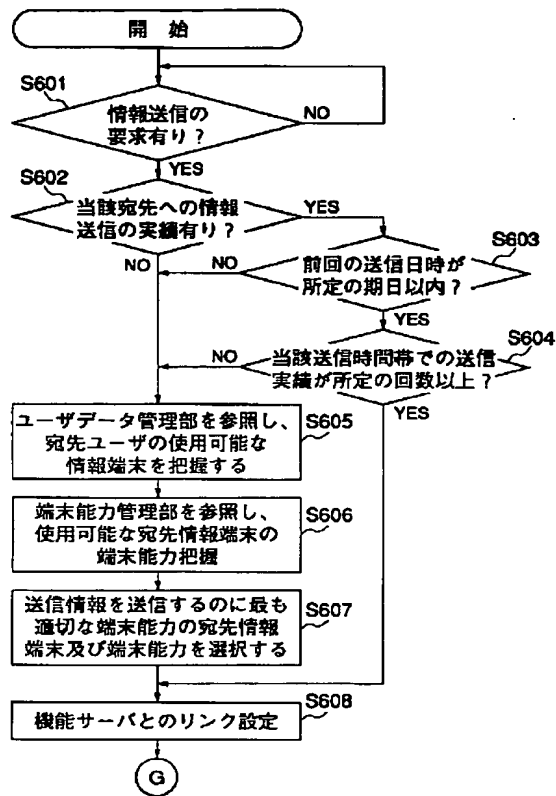 開 始
S601
情報送信の
要求有り?
NO
YES
S602
当該宛先への情報
送信の実績有り?
YES
NO
S603
前回の送信日時が
所定の期日以内?
NO
YES
S604
当該送信時間帯での送信
実績が所定の回数以上?
NO
YES
S605
ユーザデータ管理部を参照し、
宛先ユーザの使用可能な
情報端末を把握する
S606
端末能力管理部を参照し、
使用可能な宛先情報端末の
端末能力把握
S607
送信情報を送信するのに最も
適切な端末能力の宛先情報
端末及び端末能力を選択する
S608
機能サーバとのリンク設定
G